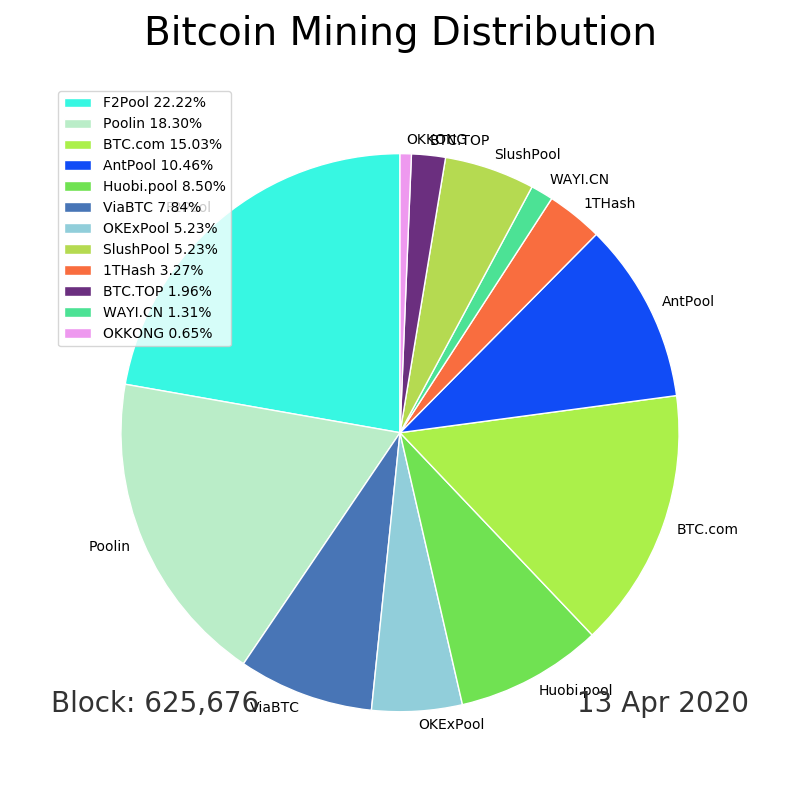 Bitcoin Mining Distribution
F2Pool 22.22%
Poolin 18.30%
BTC.com 15.03%
AntPool 10.46%
Huobi.pool 8.50%
ViaBTC 7.84%
OKExPool 5.23%
SlushPool 5.23%
1THash 3.27%
BTC.TOP 1.96%
WAYI.CN 1.31%
OKKONG 0.65%
OKKONG
BTC.TOP
SlushPool
WAYI.CN
1THash
AntPool
BTC.com
Poolin
Huobi.pool
ViaBTC
OKExPool
Block: 625,676
13 Apr 2020